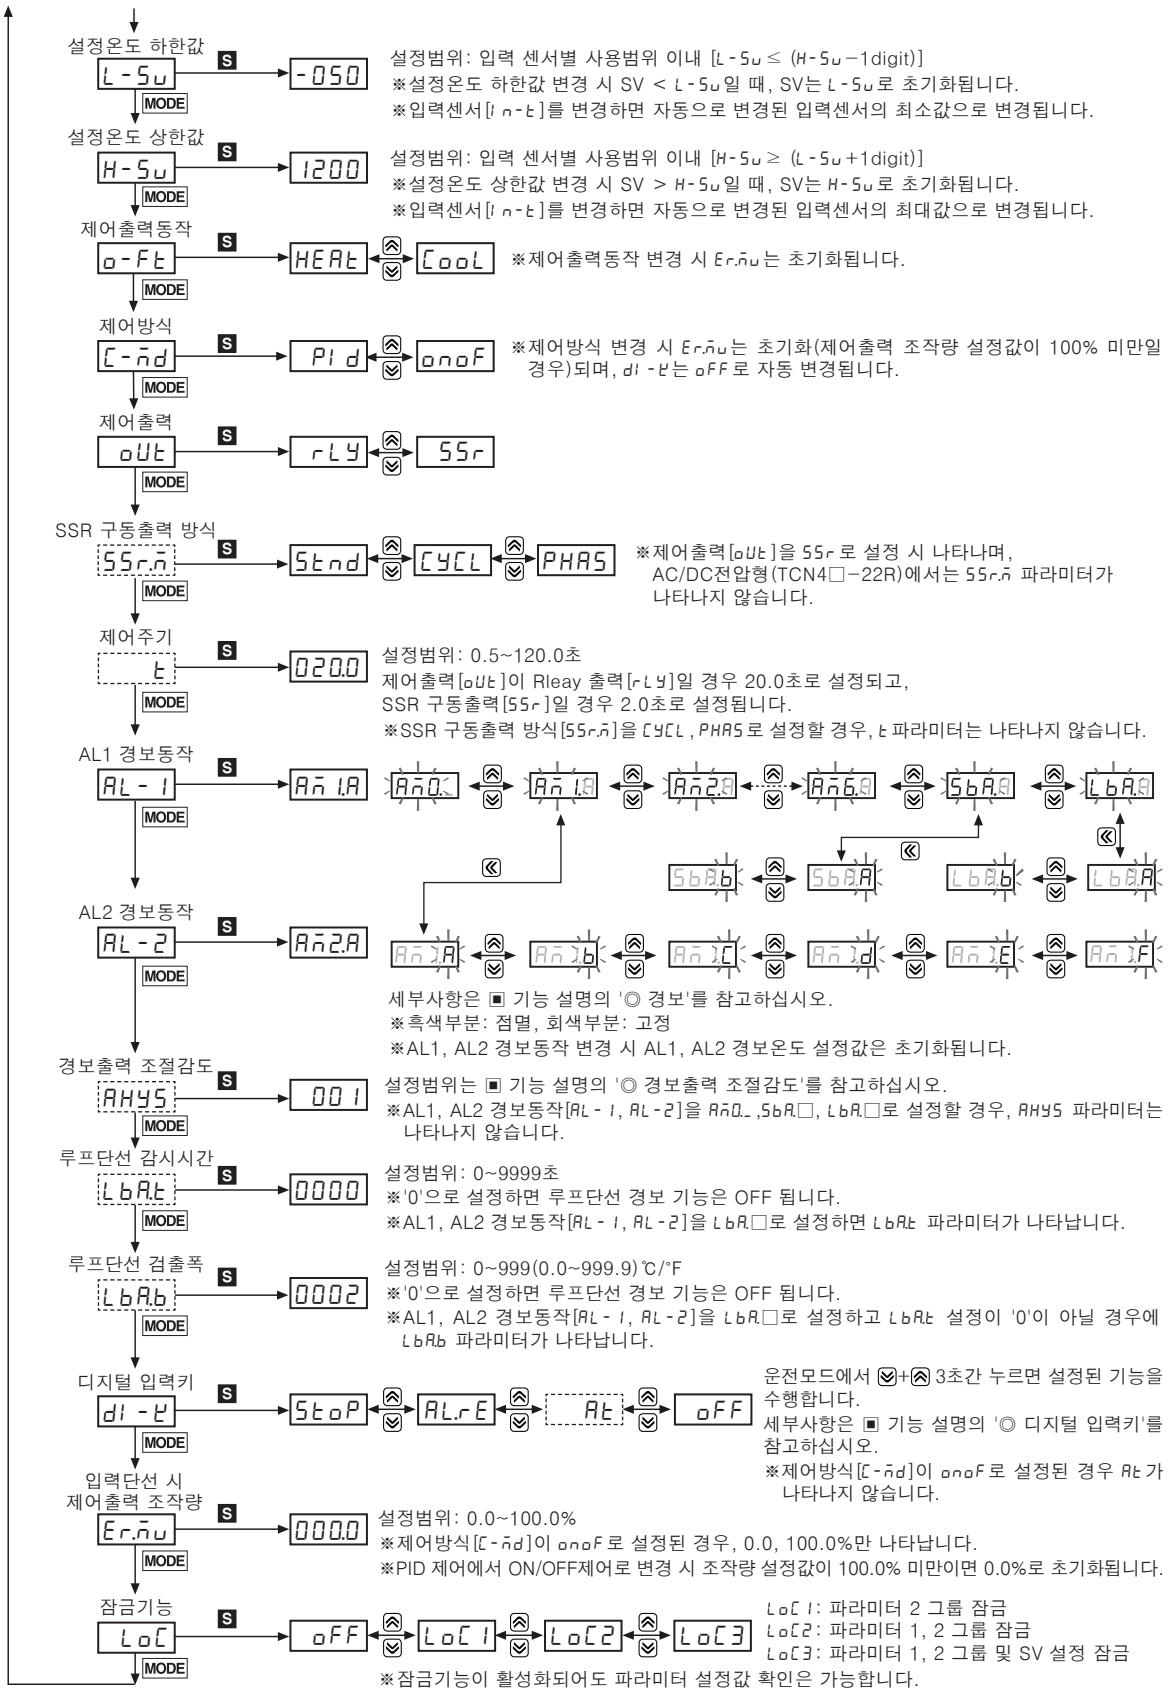 설정온도 하한값
L-Sv S -050
MODE
설정범위: 입력 센서별 사용범위 이내 [L-Sv ≤ (H-Sv-1digit)]
※설정온도 하한값 변경 시 SV < L-Sv일 때, SV는 L-Sv로 초기화됩니다.
※입력센서[In-t]를 변경하면 자동으로 변경된 입력센서의 최소값으로 변경됩니다.
설정온도 상한값
H-Sv S 1200
MODE
설정범위: 입력 센서별 사용범위 이내 [H-Sv ≥ (L-Sv+1digit)]
※설정온도 상한값 변경 시 SV > H-Sv일 때, SV는 H-Sv로 초기화됩니다.
※입력센서[In-t]를 변경하면 자동으로 변경된 입력센서의 최대값으로 변경됩니다.
제어출력동작
o-Ft S HEAt CooL ※제어출력동작 변경 시 Er.mv는 초기화됩니다.
MODE
제어방식
C-md S PId onoF
MODE
※제어방식 변경 시 Er.mv는 초기화(제어출력 조작량 설정값이 100% 미만일
경우)되며, dI-K는 oFF로 자동 변경됩니다.
제어출력
oUt S rLY SSr
MODE
SSR 구동출력 방식
SSr.m S Stnd CYCL PHAS
MODE
※제어출력[oUt]을 SSr로 설정 시 나타나며,
AC/DC전압형(TCN4□-22R)에서는 SSr.m 파라미터가
나타나지 않습니다.
제어주기
t S 020.0
MODE
설정범위: 0.5~120.0초
제어출력[oUt]이 Rleay 출력[rLY]일 경우 20.0초로 설정되고,
SSR 구동출력[SSr]일 경우 2.0초로 설정됩니다.
※SSR 구동출력 방식[SSr.m]을 CYCL, PHAS로 설정할 경우, t 파라미터는 나타나지 않습니다.
AL1 경보동작
AL-1 S Am1.A Am0._ Am1.A Am2.A Am6.A SbA.A LbA.A
MODE
SbA.b SbA.A LbA.b LbA.A
AL2 경보동작
AL-2 S Am2.A Am1.A Am1.b Am1.C Am1.d Am1.E Am1.F
MODE
세부사항은 ▣ 기능 설명의 '◎ 경보'를 참고하십시오.
※흑색부분: 점멸, 회색부분: 고정
※AL1, AL2 경보동작 변경 시 AL1, AL2 경보온도 설정값은 초기화됩니다.
경보출력 조절감도
AHYS S 001
MODE
설정범위는 ▣ 기능 설명의 '◎ 경보출력 조절감도'를 참고하십시오.
※AL1, AL2 경보동작[AL-1, AL-2]을 Am0._, SbA.□, LbA.□로 설정할 경우, AHYS 파라미터는
나타나지 않습니다.
루프단선 감시시간
LbA.t S 0000
MODE
설정범위: 0~9999초
※'0'으로 설정하면 루프단선 경보 기능은 OFF 됩니다.
※AL1, AL2 경보동작[AL-1, AL-2]을 LbA.□로 설정하면 LbA.t 파라미터가 나타납니다.
루프단선 검출폭
LbA.b S 0002
MODE
설정범위: 0~999(0.0~999.9)℃/℉
※'0'으로 설정하면 루프단선 경보 기능은 OFF 됩니다.
※AL1, AL2 경보동작[AL-1, AL-2]을 LbA.□로 설정하고 LbA.t 설정이 '0'이 아닐 경우에
LbA.b 파라미터가 나타납니다.
디지털 입력키
dI-K S StoP AL.rE At oFF
MODE
운전모드에서 ︾+︽ 3초간 누르면 설정된 기능을
수행합니다.
세부사항은 ▣ 기능 설명의 '◎ 디지털 입력키'를
참고하십시오.
※제어방식[C-md]이 onoF로 설정된 경우 At가
나타나지 않습니다.
입력단선 시
제어출력 조작량
Er.mv S 000.0
MODE
설정범위: 0.0~100.0%
※제어방식[C-md]이 onoF로 설정된 경우, 0.0, 100.0%만 나타납니다.
※PID 제어에서 ON/OFF제어로 변경 시 조작량 설정값이 100.0% 미만이면 0.0%로 초기화됩니다.
잠금기능
LoC S oFF LoC1 LoC2 LoC3
MODE
LoC1: 파라미터 2 그룹 잠금
LoC2: 파라미터 1, 2 그룹 잠금
LoC3: 파라미터 1, 2 그룹 및 SV 설정 잠금
※잠금기능이 활성화되어도 파라미터 설정값 확인은 가능합니다.